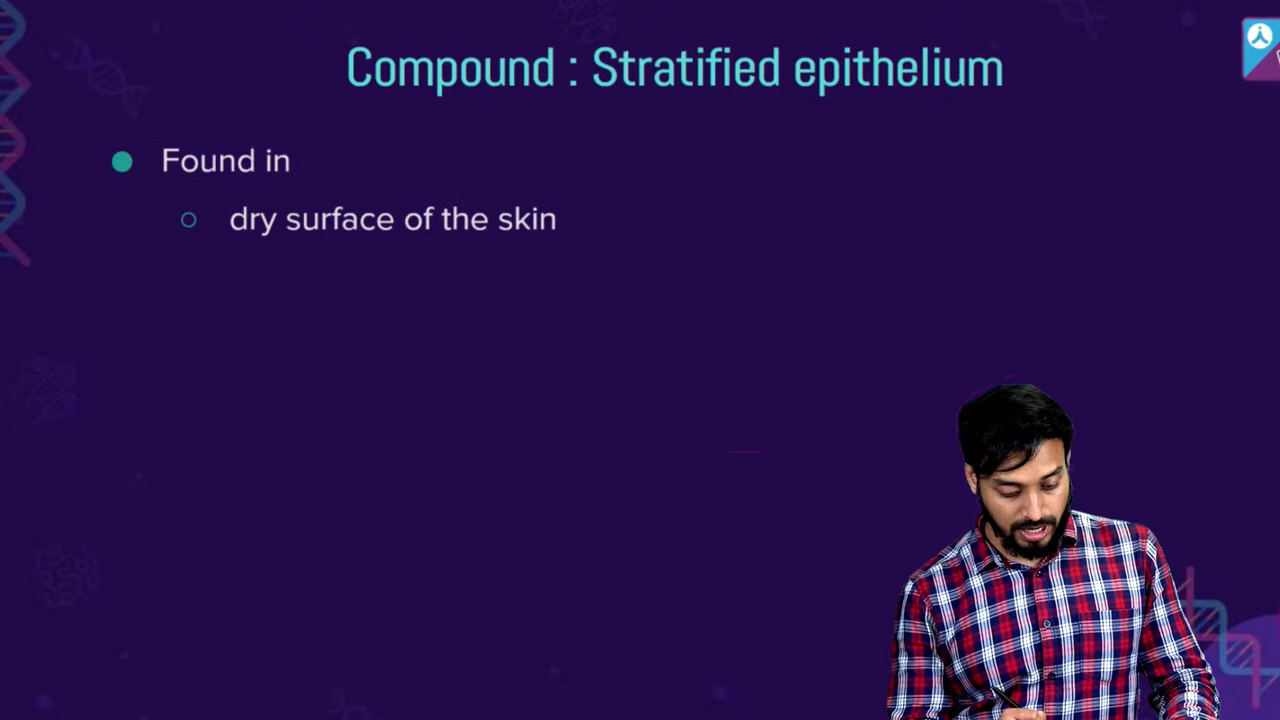 Compound : Stratified epithelium
Found in
dry surface of the skin